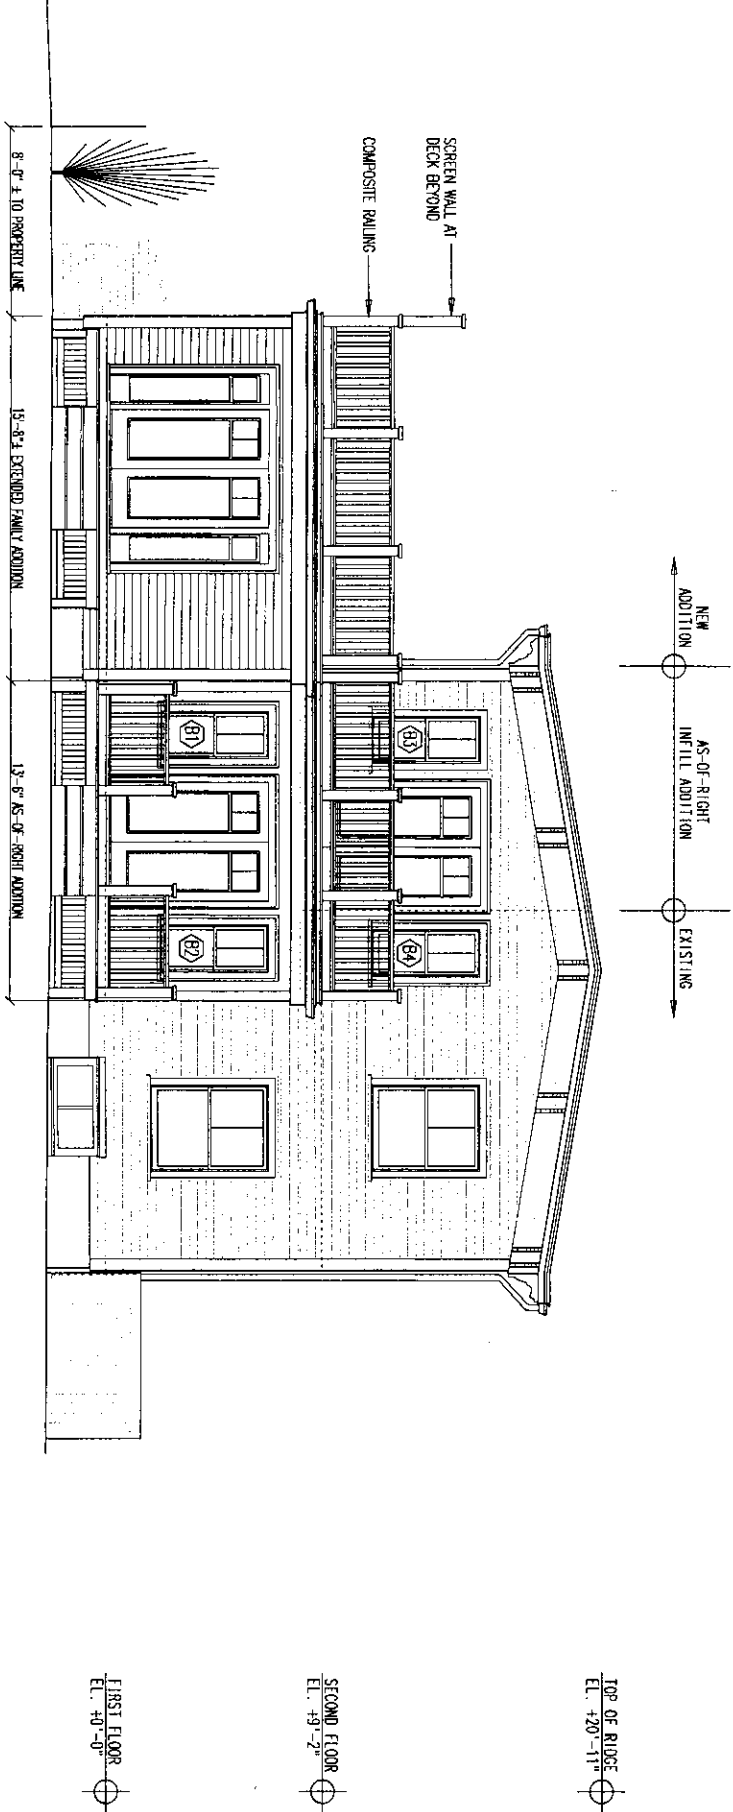 NEW
ADDITION
AS-OF-RIGHT
INFILL ADDITION
EXISTING
SCREEN WALL AT
DECK BEYOND
COMPOSITE RAILING
TOP OF RIDGE
EL. +20'-11"
B3
B4
SECOND FLOOR
EL. +9'-2"
B1
B2
FIRST FLOOR
EL. +0'-0"
8'-0" ± TO PROPERTY LINE
15'-8"± EXTENDED FAMILY ADDITION
13'-6" AS-OF-RIGHT ADDITION